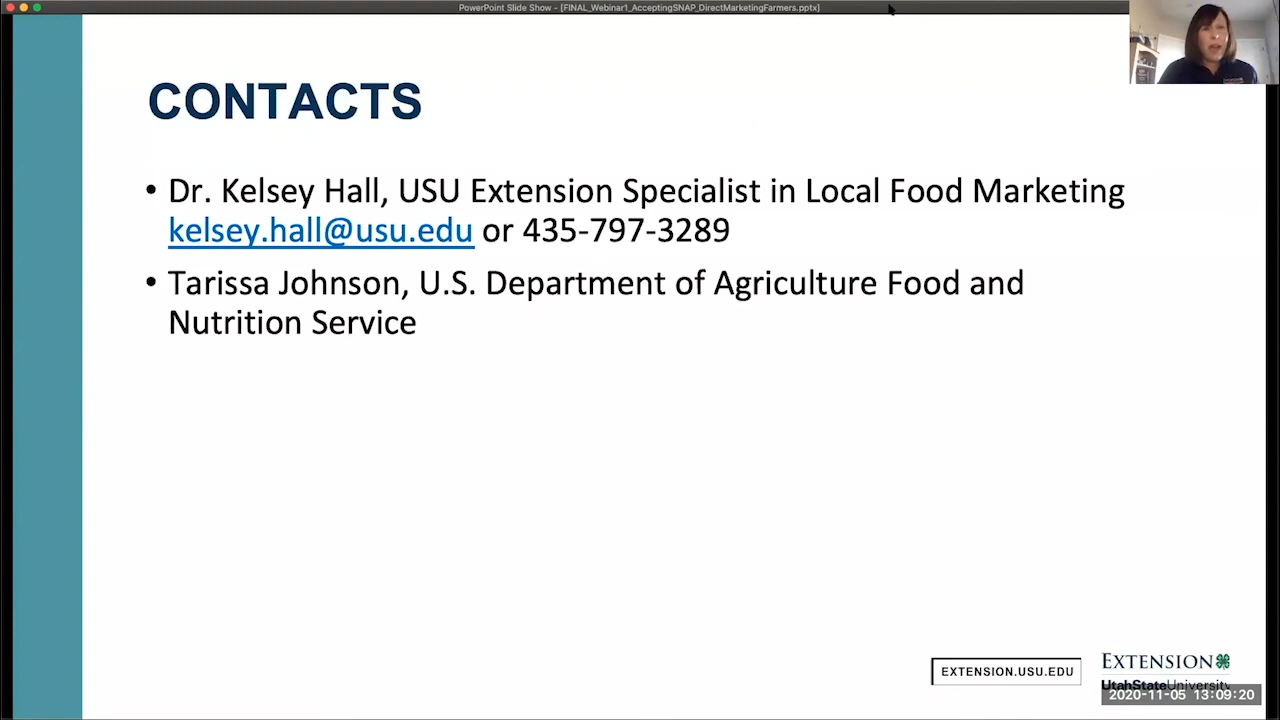 PowerPoint Slide Show - [FINAL_Webinar1_AcceptingSNAP_DirectMarketingFarmers.pptx]
CONTACTS
• Dr. Kelsey Hall, USU Extension Specialist in Local Food Marketing
kelsey.hall@usu.edu or 435-797-3289
• Tarissa Johnson, U.S. Department of Agriculture Food and
Nutrition Service
EXTENSION.USU.EDU
EXTENSION
UtahStateUniversity
2020-11-05 13:09:20